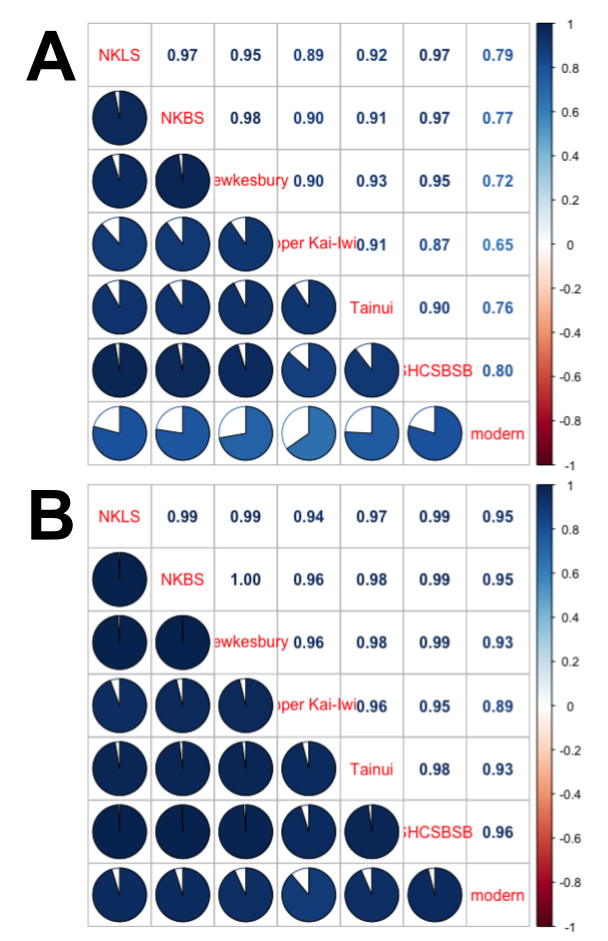 A
NKLS 0.97 0.95 0.89 0.92 0.97 0.79
NKBS 0.98 0.90 0.91 0.97 0.77
ewkesbury 0.90 0.93 0.95 0.72
oper Kai-Iwi 0.91 0.87 0.65
Tainui 0.90 0.76
SHCSBSB 0.80
modern
1
0.8
0.6
0.4
0.2
0
-0.2
-0.4
-0.6
-0.8
-1
B
NKLS 0.99 0.99 0.94 0.97 0.99 0.95
NKBS 1.00 0.96 0.98 0.99 0.95
ewkesbury 0.96 0.98 0.99 0.93
oper Kai-Iwi 0.96 0.95 0.89
Tainui 0.98 0.93
SHCSBSB 0.96
modern
1
0.8
0.6
0.4
0.2
0
-0.2
-0.4
-0.6
-0.8
-1